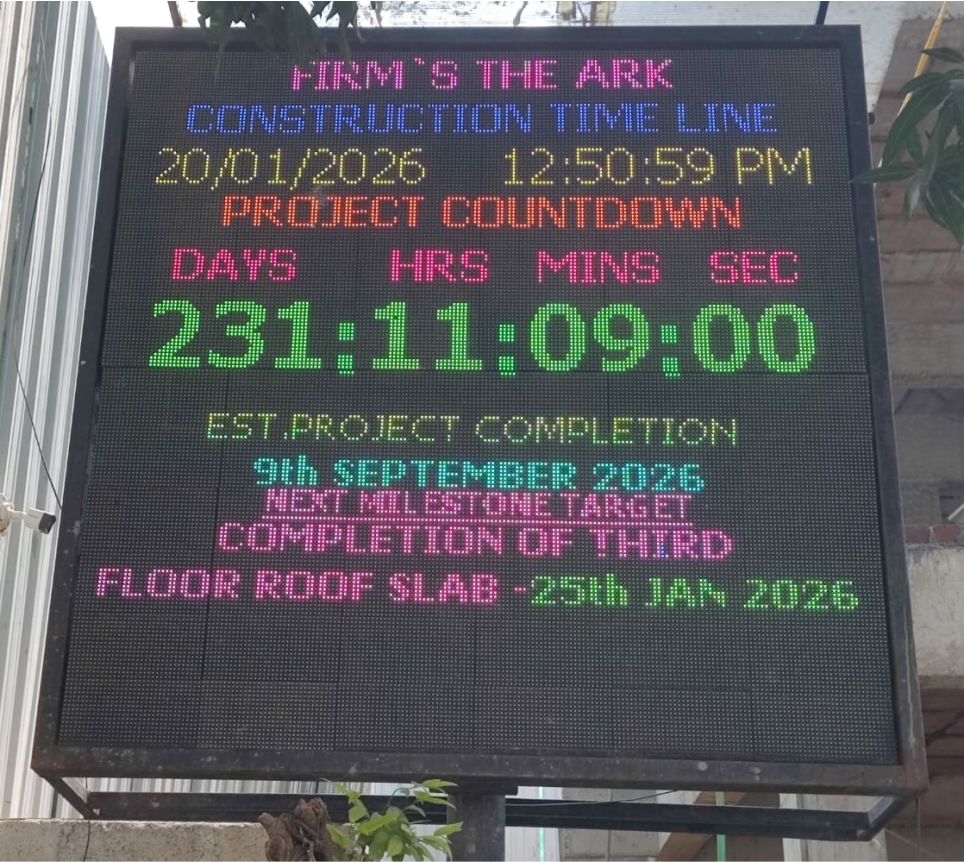 FIRM`S THE ARK
CONSTRUCTION TIME LINE
20/01/2026 12:50:59 PM
PROJECT COUNTDOWN
DAYS HRS MINS SEC
231:11:09:00
EST.PROJECT COMPLETION
9th SEPTEMBER 2026
NEXT MILESTONE TARGET
COMPLETION OF THIRD
FLOOR ROOF SLAB -25th JAN 2026